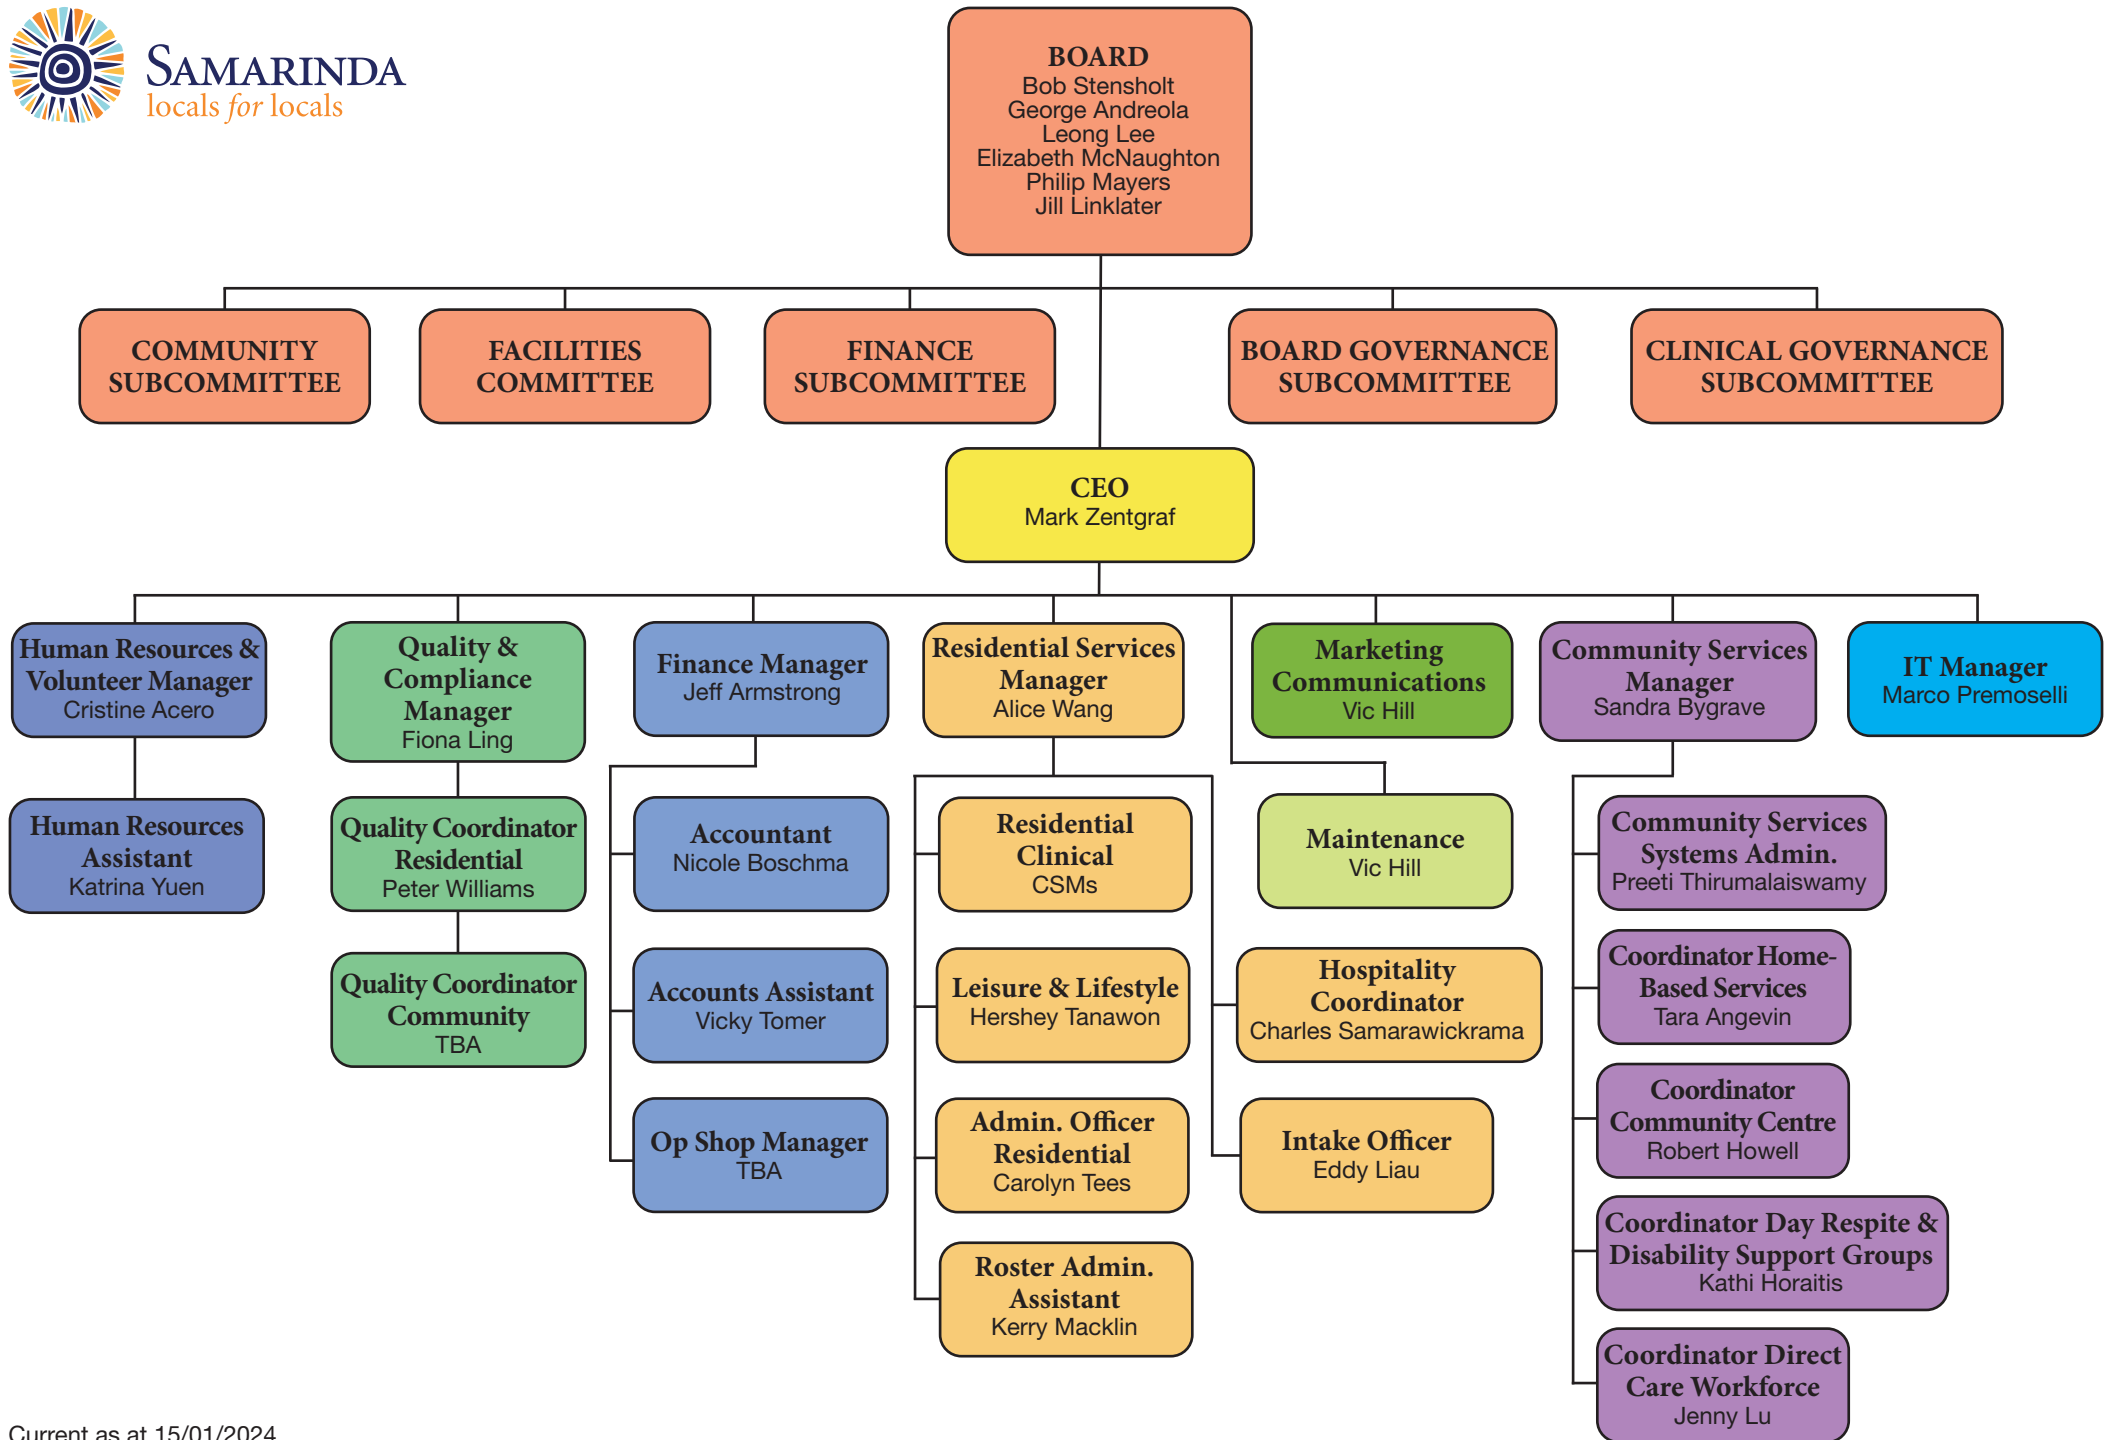 SAMARINDA
locals for locals
BOARD
Bob Stensholt
George Andreola
Leong Lee
Elizabeth McNaughton
Philip Mayers
Jill Linklater
COMMUNITY
SUBCOMMITTEE
FACILITIES
COMMITTEE
FINANCE
SUBCOMMITTEE
BOARD GOVERNANCE
SUBCOMMITTEE
CLINICAL GOVERNANCE
SUBCOMMITTEE
CEO
Mark Zentgraf
Human Resources &
Volunteer Manager
Cristine Acero
Quality &
Compliance
Manager
Fiona Ling
Finance Manager
Jeff Armstrong
Residential Services
Manager
Alice Wang
Marketing
Communications
Vic Hill
Community Services
Manager
Sandra Bygrave
IT Manager
Marco Premoselli
Human Resources
Assistant
Katrina Yuen
Quality Coordinator
Residential
Peter Williams
Quality Coordinator
Community
TBA
Accountant
Nicole Boschma
Accounts Assistant
Vicky Tomer
Op Shop Manager
TBA
Residential
Clinical
CSMs
Leisure & Lifestyle
Hershey Tanawon
Admin. Officer
Residential
Carolyn Tees
Roster Admin.
Assistant
Kerry Macklin
Maintenance
Vic Hill
Hospitality
Coordinator
Charles Samarawickrama
Intake Officer
Eddy Liau
Community Services
Systems Admin.
Preeti Thirumalaiswamy
Coordinator Home-
Based Services
Tara Angevin
Coordinator
Community Centre
Robert Howell
Coordinator Day Respite &
Disability Support Groups
Kathi Horaitis
Coordinator Direct
Care Workforce
Jenny Lu
Current as at 15/01/2024